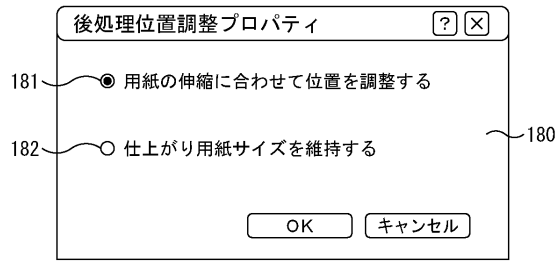 後処理位置調整プロパティ ? ×
181 用紙の伸縮に合わせて位置を調整する
180
182 仕上がり用紙サイズを維持する
OK キャンセル